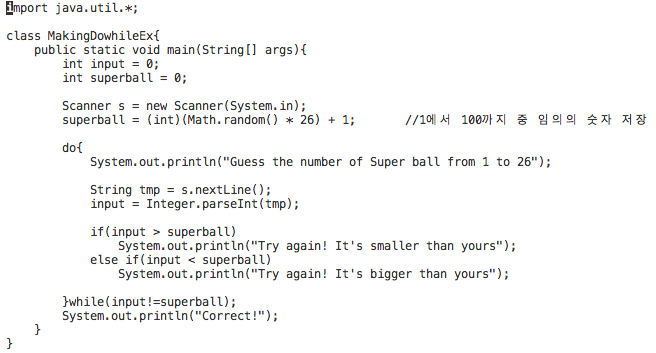 import java.util.*;
class MakingDowhileEx{
public static void main(String[] args){
int input = 0;
int superball = 0;
Scanner s = new Scanner(System.in);
superball = (int)(Math.random() * 26) + 1; //1에서 100까지 중 임의의 숫자 저장
do{
System.out.println("Guess the number of Super ball from 1 to 26");
String tmp = s.nextLine();
input = Integer.parseInt(tmp);
if(input > superball)
System.out.println("Try again! It's smaller than yours");
else if(input < superball)
System.out.println("Try again! It's bigger than yours");
}while(input!=superball);
System.out.println("Correct!");
}
}